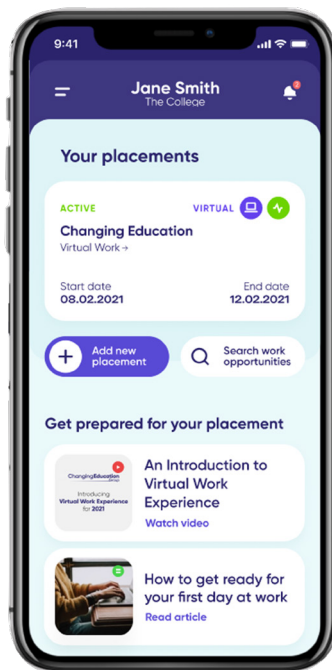 9:41
Jane Smith
The College
Your placements
ACTIVE
VIRTUAL
Changing Education
Virtual Work→
Start date
End date
08.02.2021
12.02.2021
Add new
placement
Search work
opportunities
Get prepared for your placement
ChangingEducation
Introducing
Virtual Work Experience
for 2021
An Introduction to
Virtual Work
Experience
Watch video
How to get ready for
your first day at work
Read article